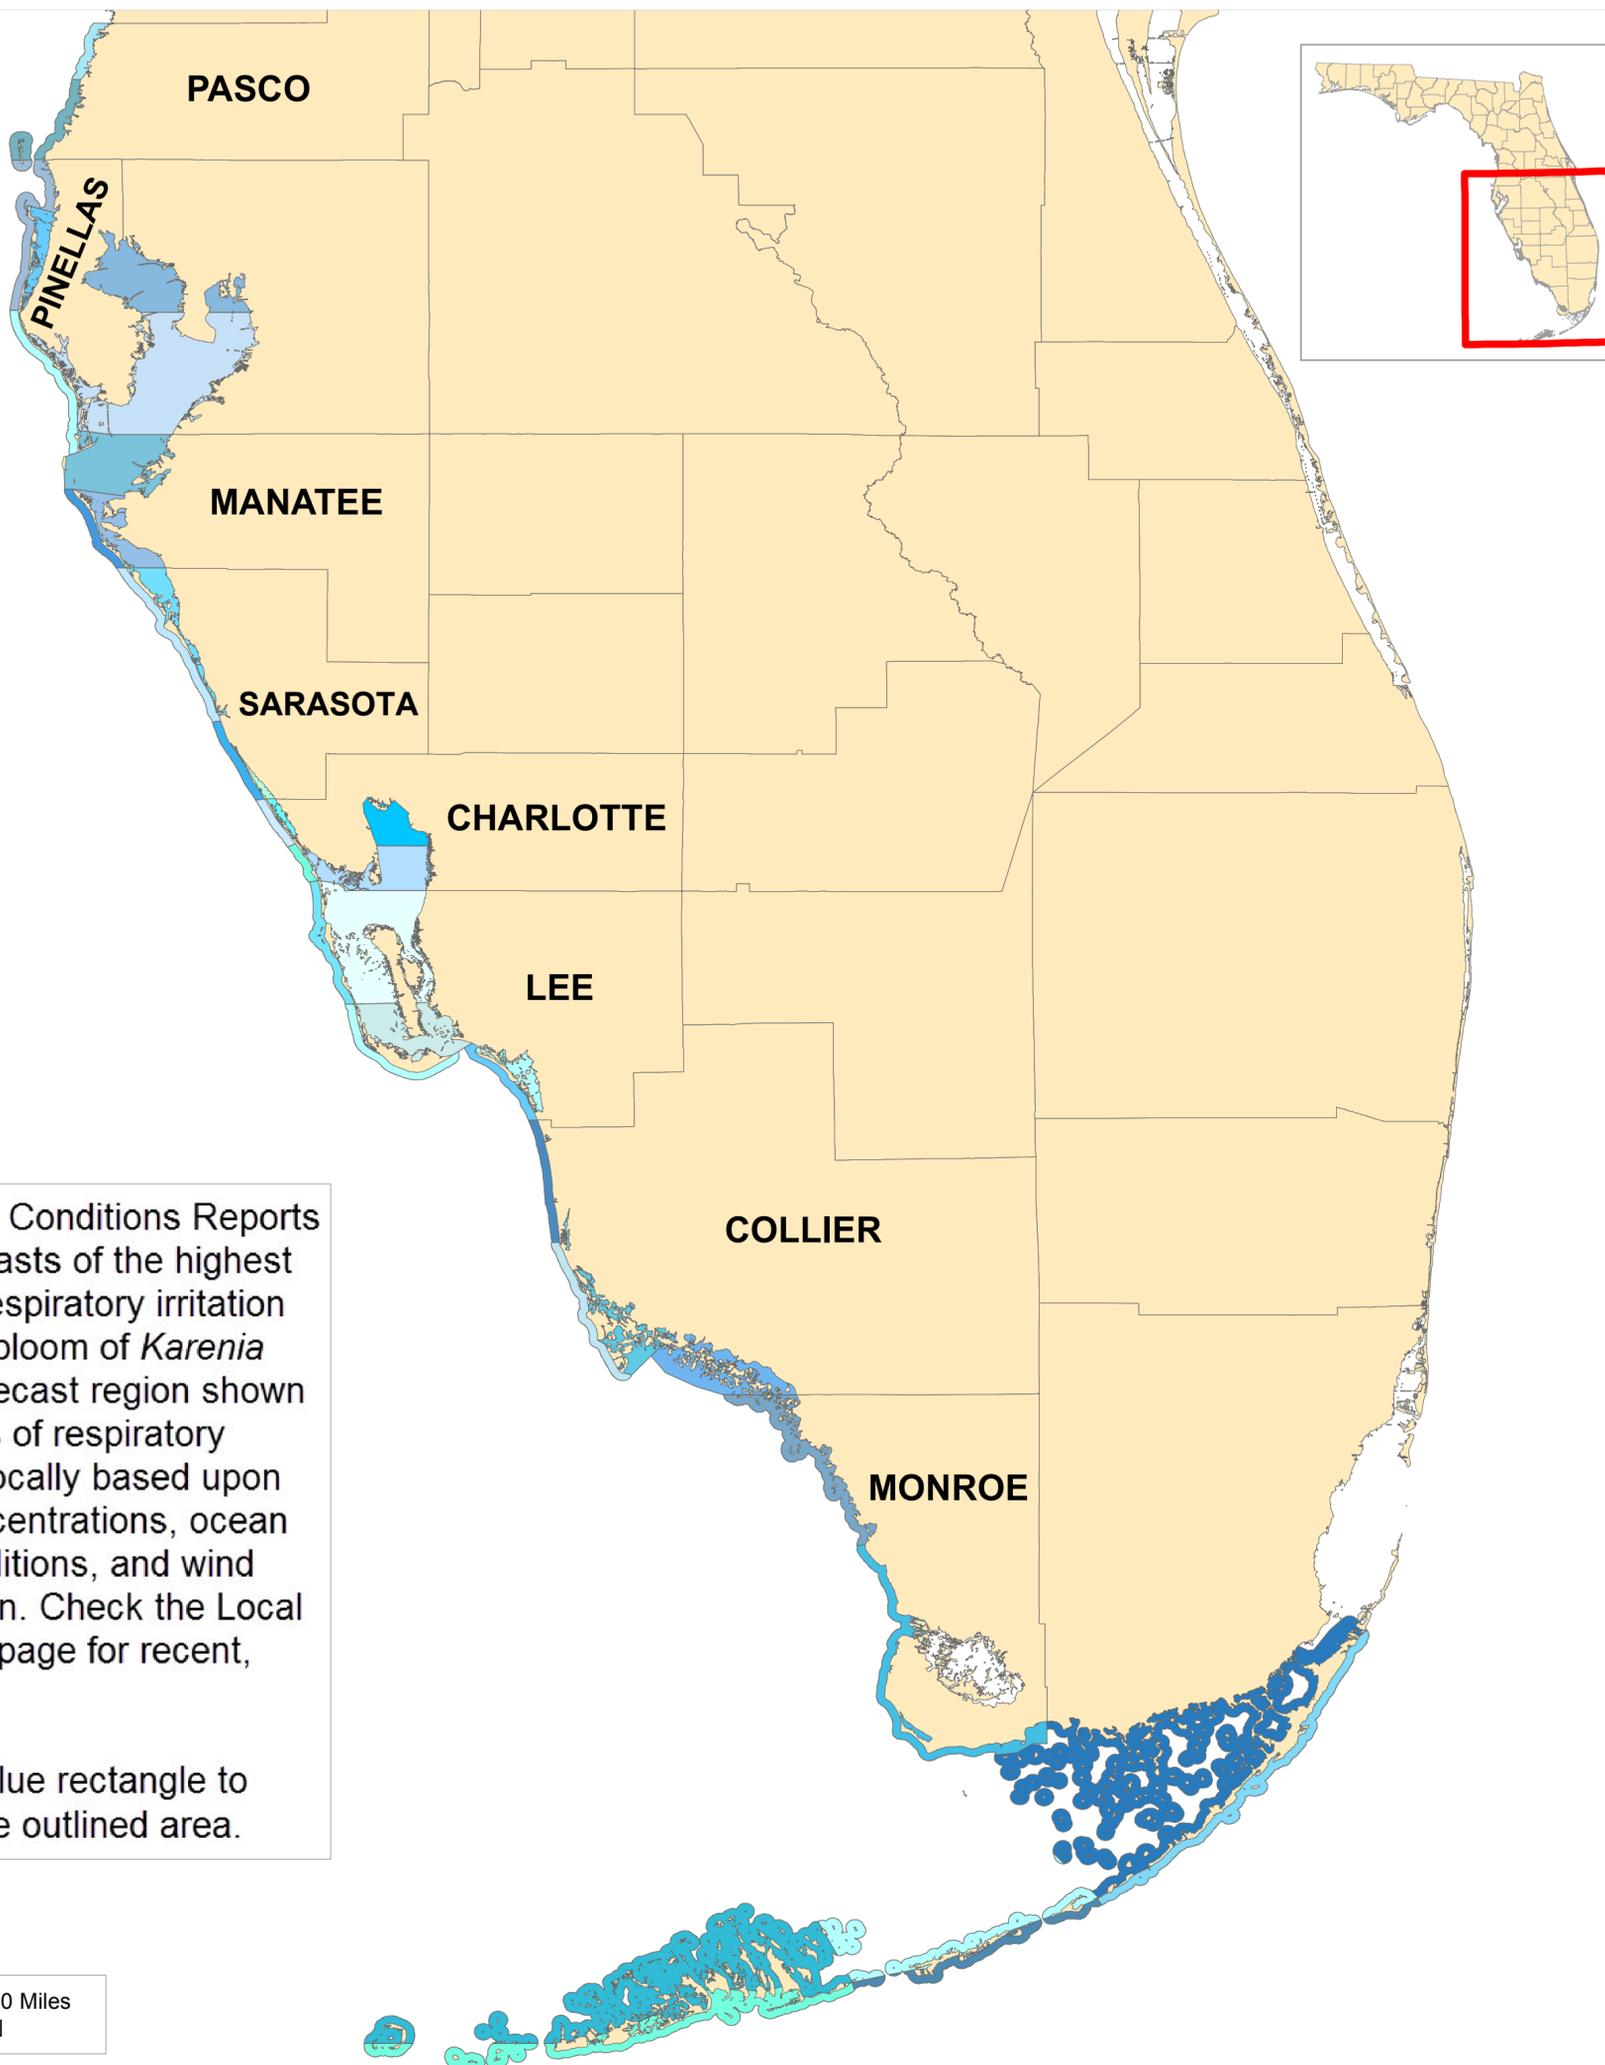 PASCO
PINELLAS
MANATEE
SARASOTA
CHARLOTTE
LEE
COLLIER
MONROE
Conditions Reports
asts of the highest
espiratory irritation
bloom of Karenia
ecast region shown
of respiratory
ocally based upon
centrations, ocean
ditions, and wind
n. Check the Local
page for recent,
lue rectangle to
e outlined area.
0 Miles